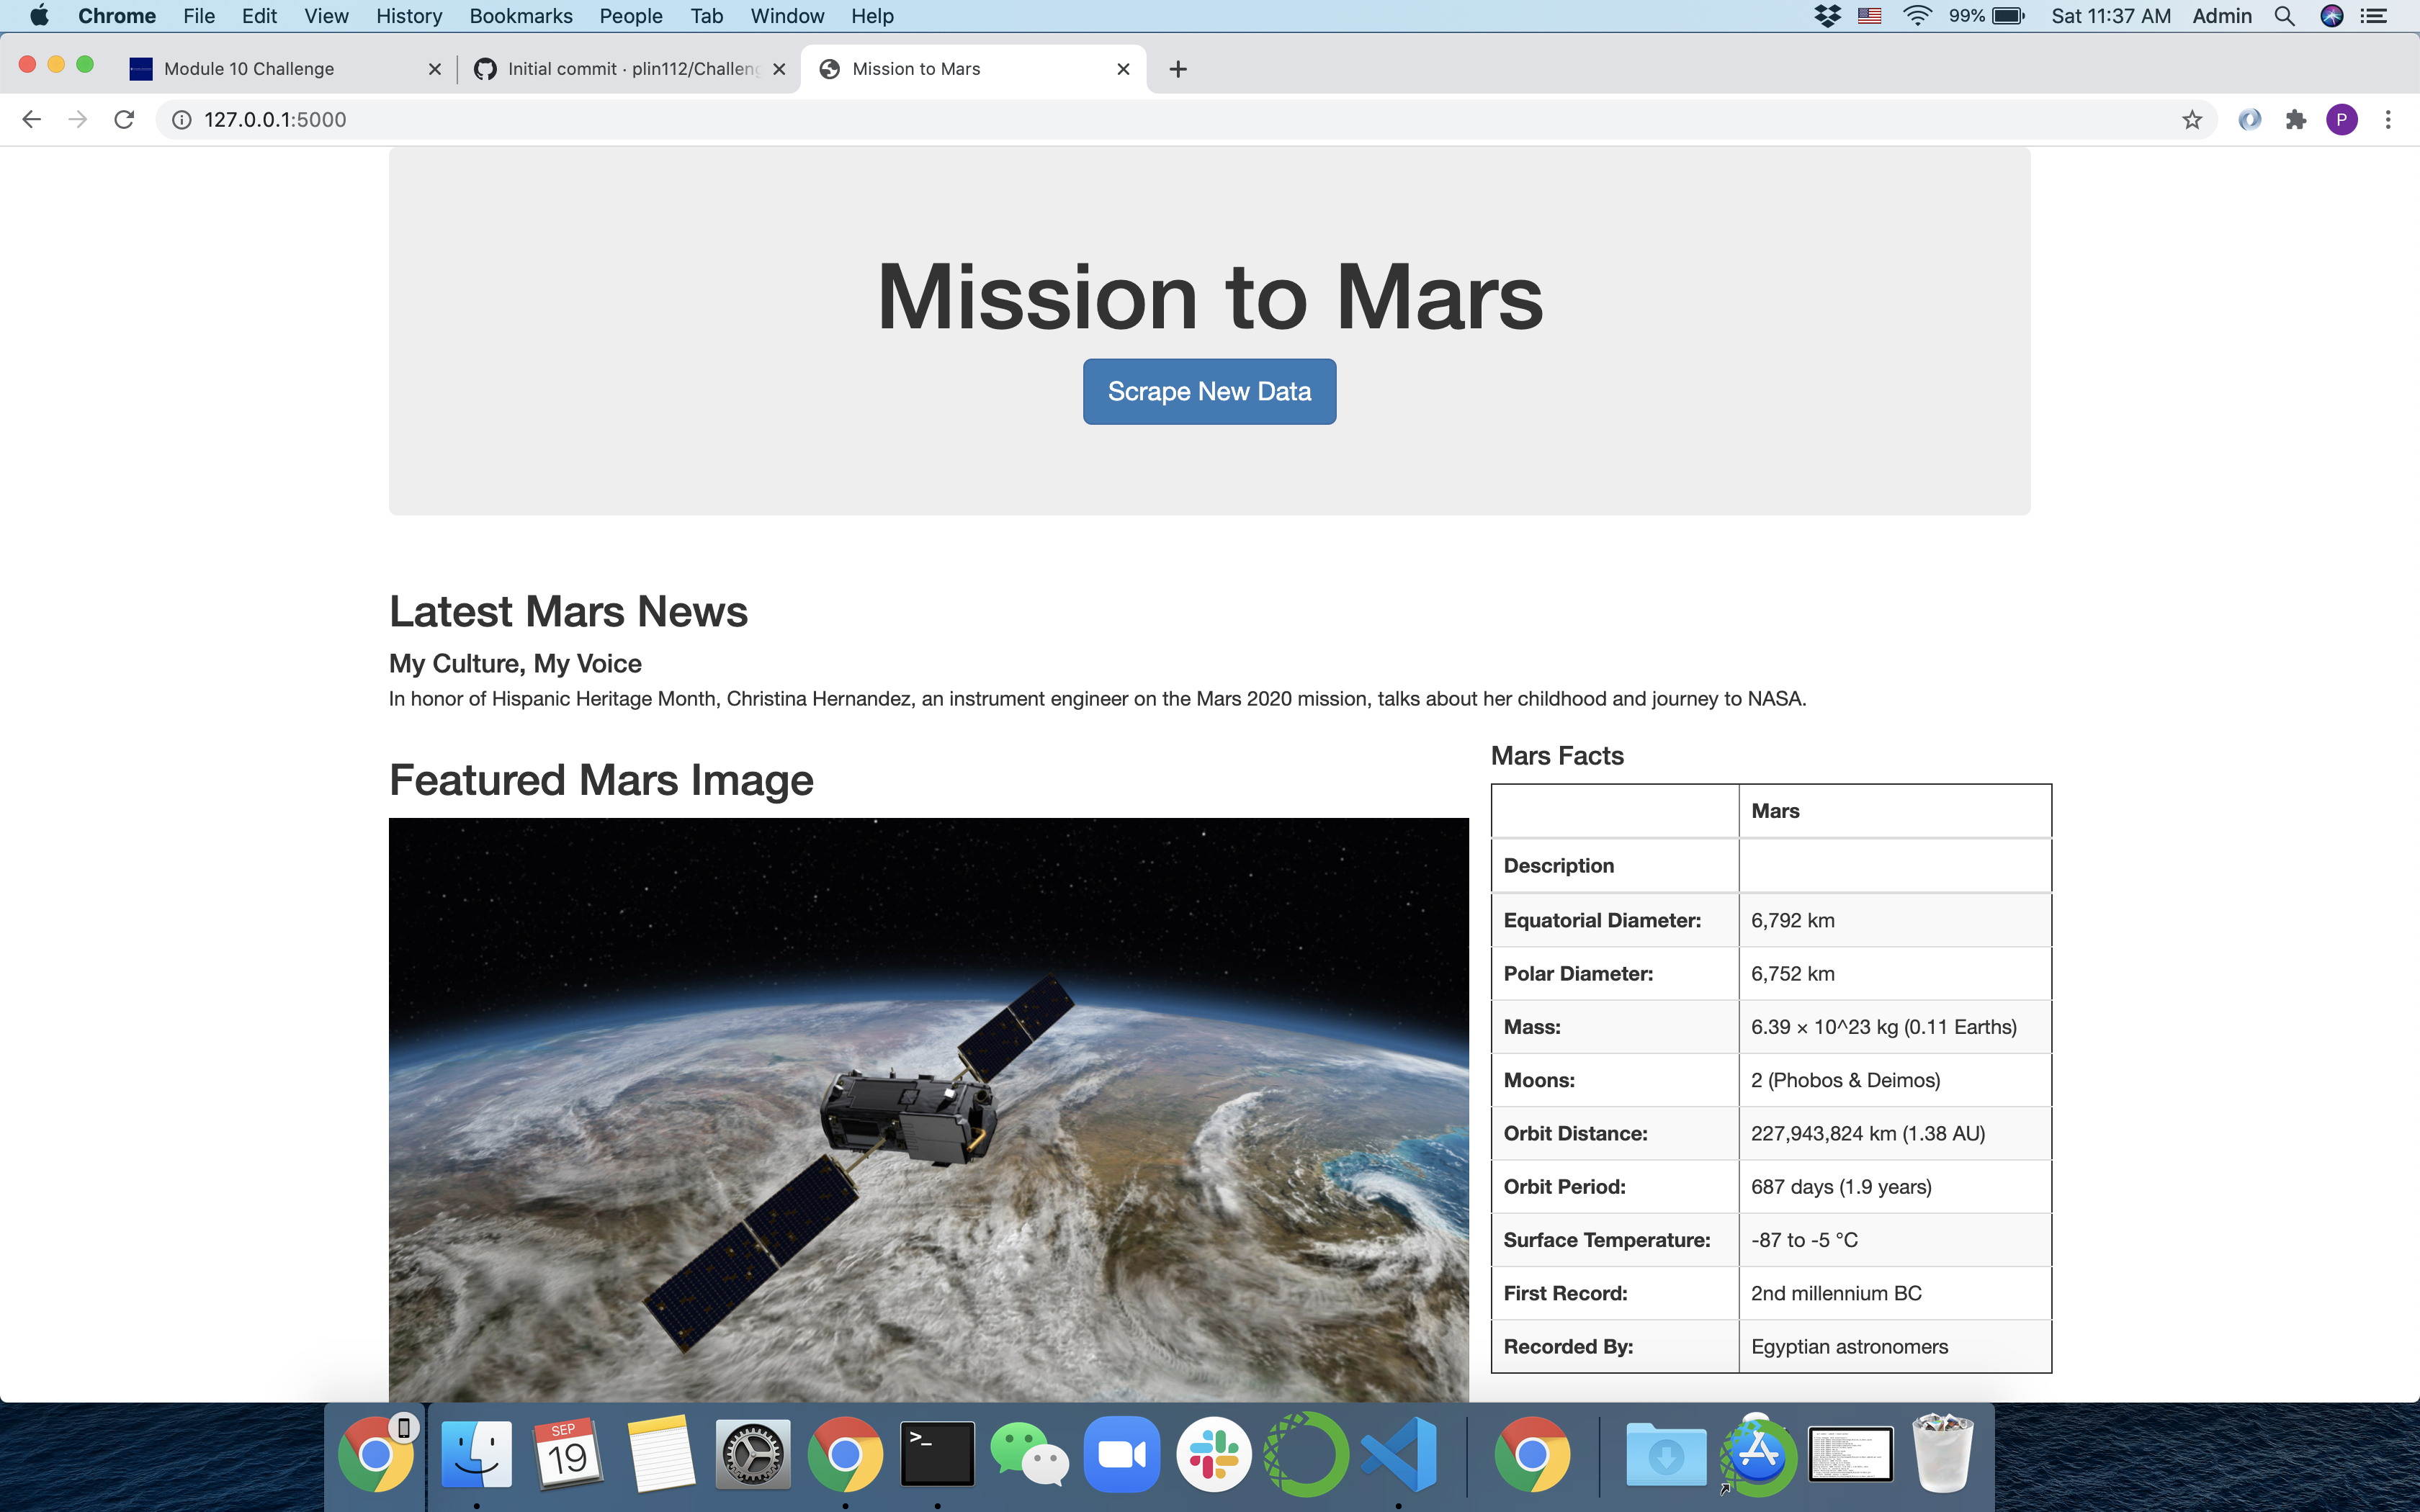 Chrome File Edit View History Bookmarks People Tab Window Help 99% Sat 11:37 AM Admin
Module 10 Challenge Initial commit · plin112/Challeng Mission to Mars
127.0.0.1:5000 P
Mission to Mars
Scrape New Data
Latest Mars News
My Culture, My Voice
In honor of Hispanic Heritage Month, Christina Hernandez, an instrument engineer on the Mars 2020 mission, talks about her childhood and journey to NASA.
Featured Mars Image
Mars Facts
Mars
Description
Equatorial Diameter: 6,792 km
Polar Diameter: 6,752 km
Mass: 6.39 × 10^23 kg (0.11 Earths)
Moons: 2 (Phobos & Deimos)
Orbit Distance: 227,943,824 km (1.38 AU)
Orbit Period: 687 days (1.9 years)
Surface Temperature: -87 to -5 °C
First Record: 2nd millennium BC
Recorded By: Egyptian astronomers
SEP
19
>_